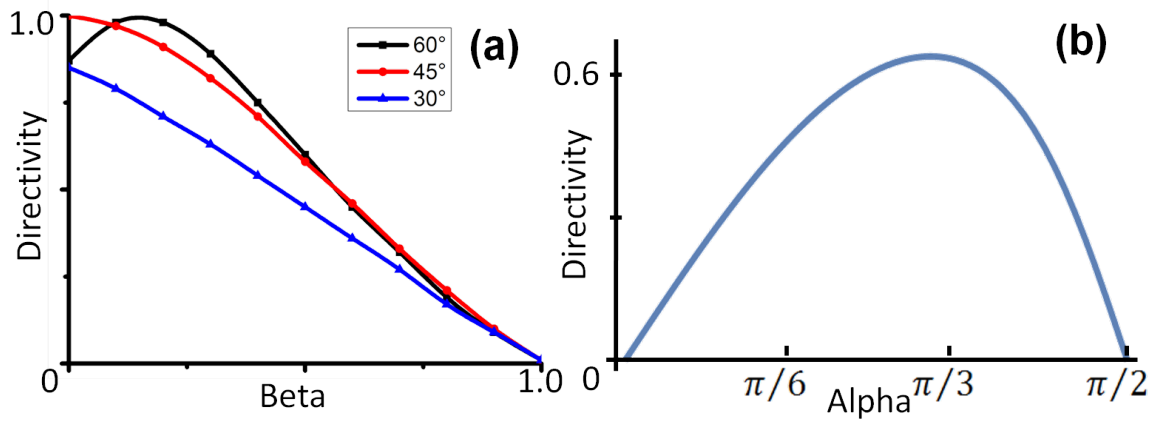 1.0
60°
45°
30°
(a)
Directivity
0
Beta
1.0
(b)
0.6
Directivity
0
π/6
Alpha
π/3
π/2